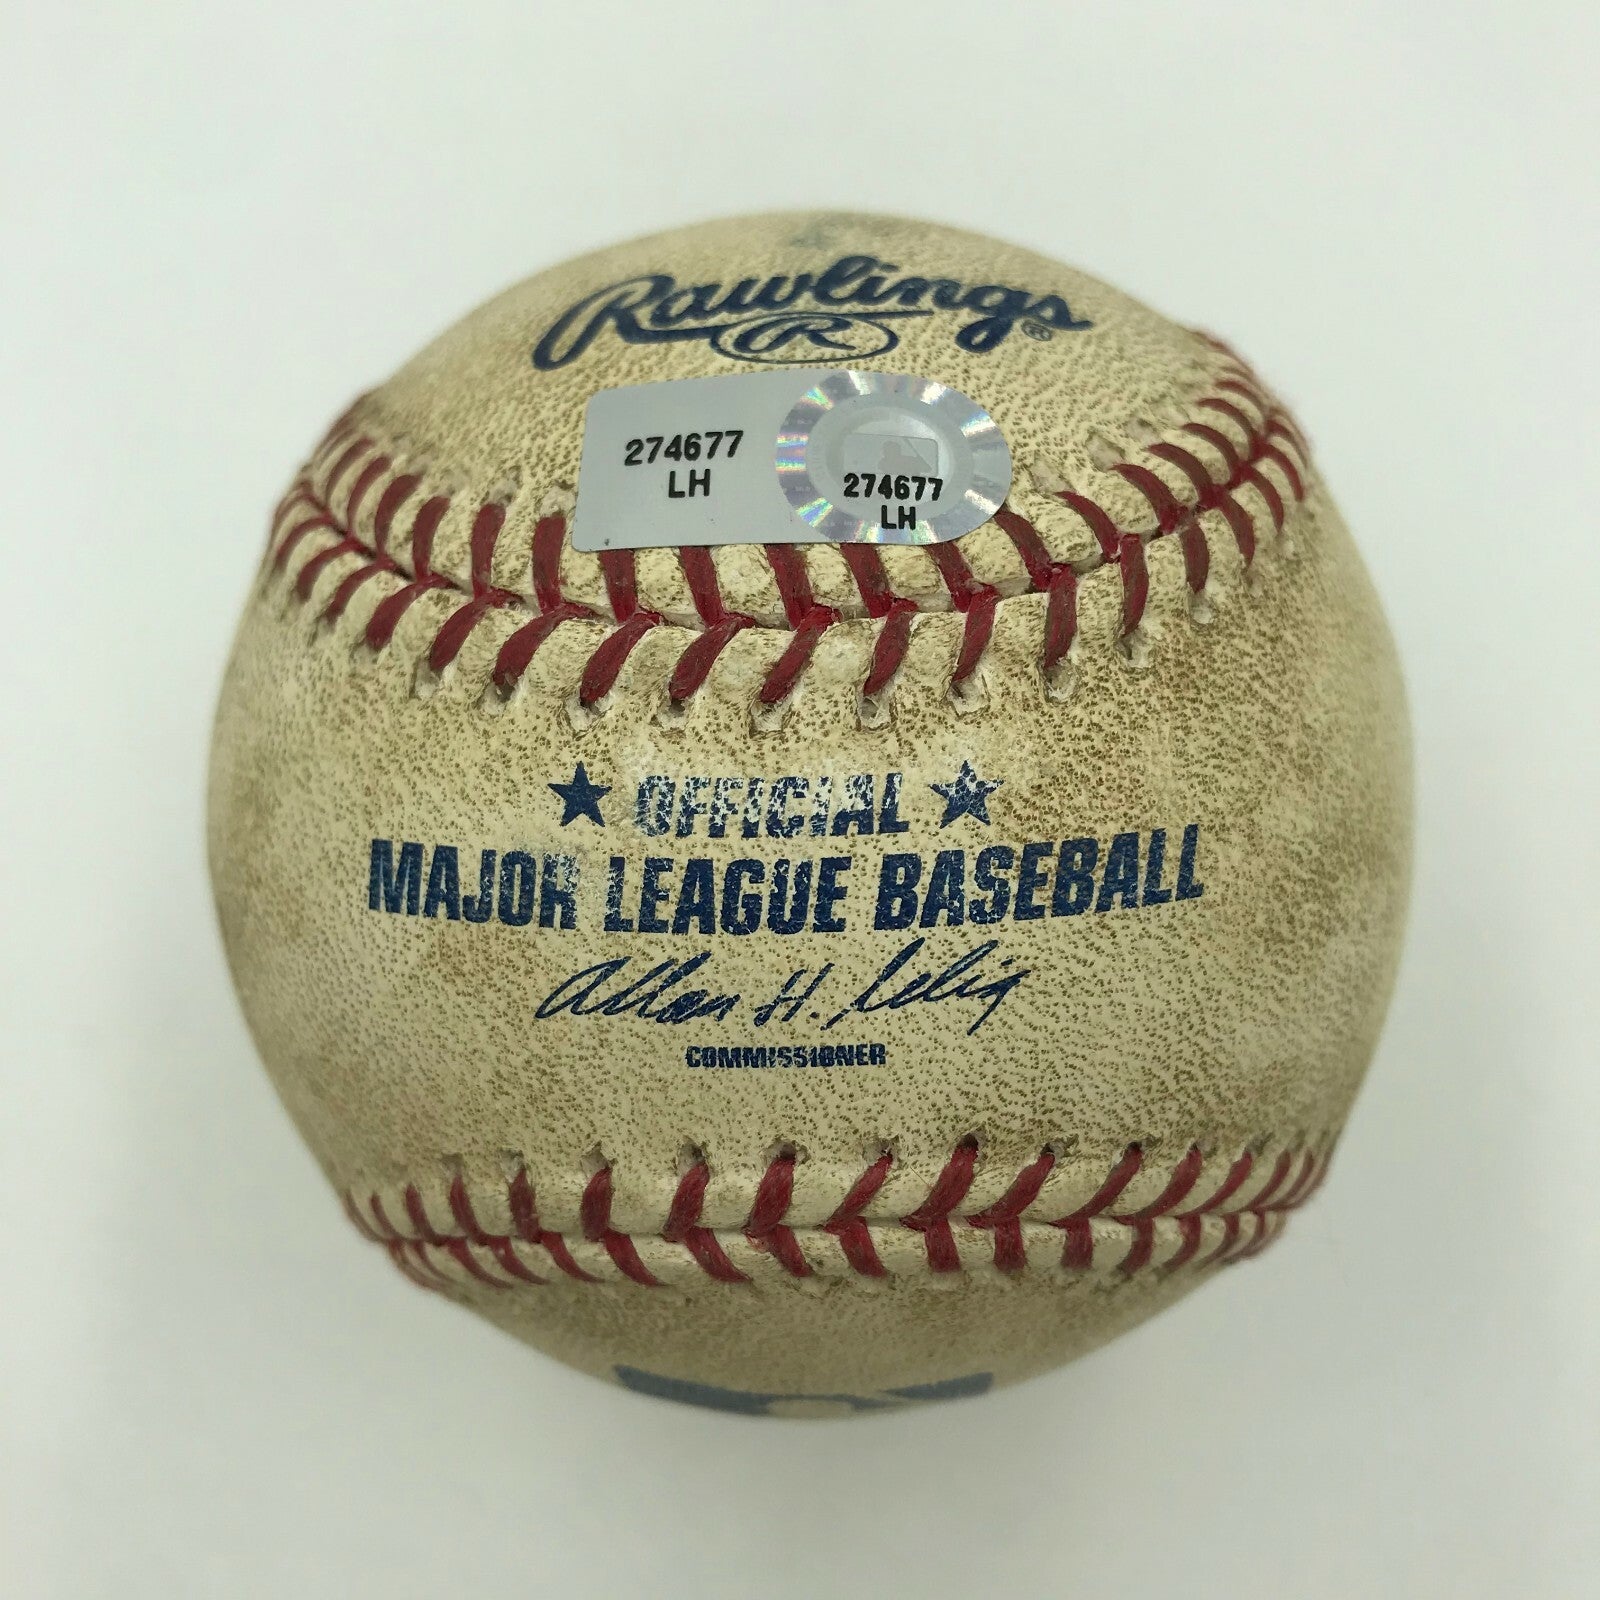 Rawlings®
R
274677
LH
274677
LH
OFFICIAL
MAJOR LEAGUE BASEBALL
Allan H. Selig
COMMISSIONER